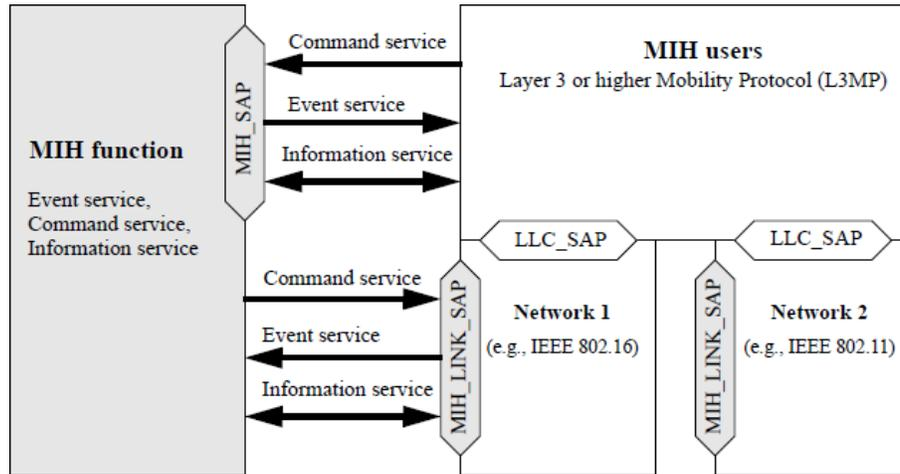 MIH function
Event service,
Command service,
Information service
MIH_SAP
Command service
Event service
Information service
MIH users
Layer 3 or higher Mobility Protocol (L3MP)
Command service
Event service
Information service
MIH_LINK_SAP
LLC_SAP
Network 1
(e.g., IEEE 802.16)
MIH_LINK_SAP
LLC_SAP
Network 2
(e.g., IEEE 802.11)